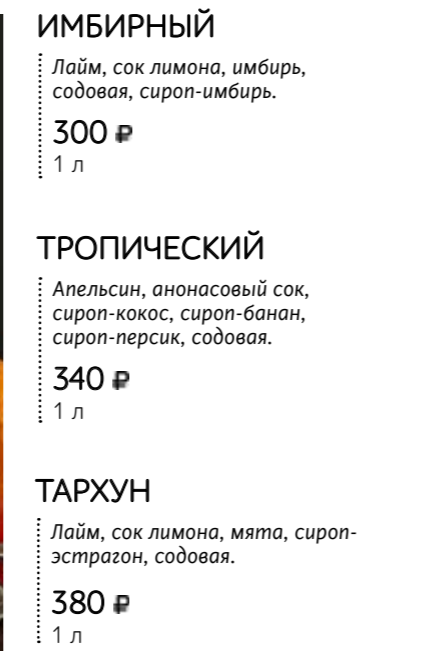 ИМБИРНЫЙ
Лайм, сок лимона, имбирь,
содовая, сироп-имбирь.
300 ₽
1 л
ТРОПИЧЕСКИЙ
Апельсин, анонасовый сок,
сироп-кокос, сироп-банан,
сироп-персик, содовая.
340 ₽
1 л
ТАРХУН
Лайм, сок лимона, мята, сироп-
эстрагон, содовая.
380 ₽
1 л